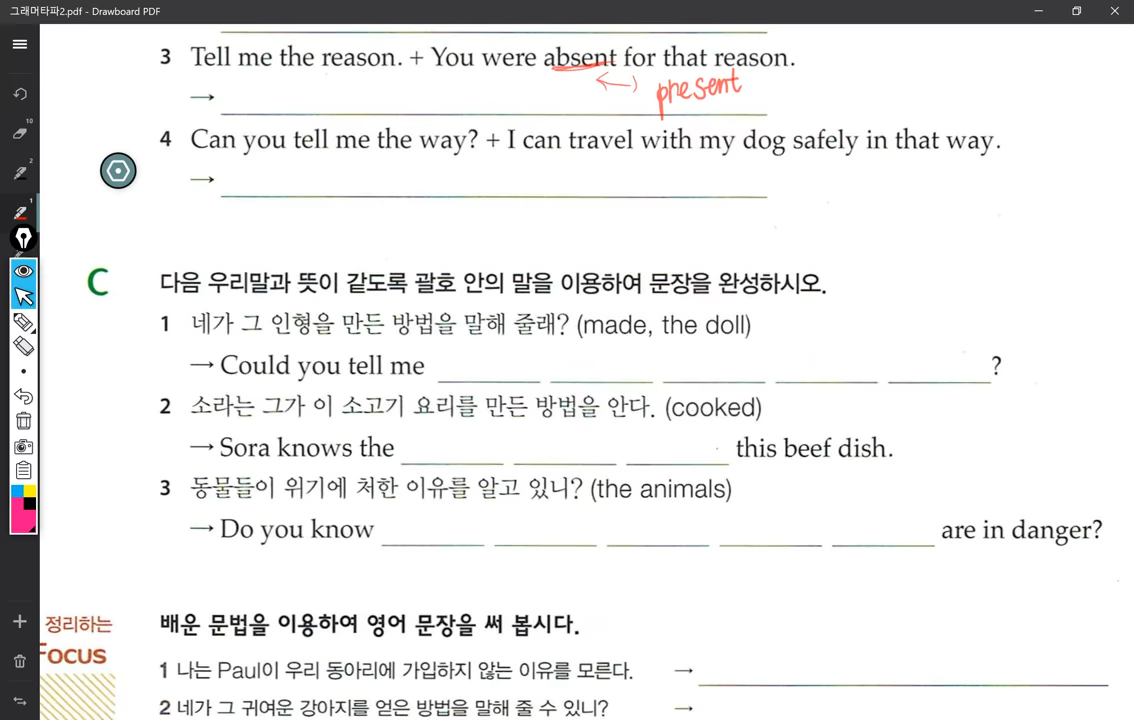 그래머타파2.pdf - Drawboard PDF
3 Tell me the reason. + You were absent for that reason.
→
present
4 Can you tell me the way? + I can travel with my dog safely in that way.
→
C 다음 우리말과 뜻이 같도록 괄호 안의 말을 이용하여 문장을 완성하시오.
1 네가 그 인형을 만든 방법을 말해 줄래? (made, the doll)
→ Could you tell me ?
2 소라는 그가 이 소고기 요리를 만든 방법을 안다. (cooked)
→ Sora knows the this beef dish.
3 동물들이 위기에 처한 이유를 알고 있니? (the animals)
→ Do you know are in danger?
정리하는
Focus
배운 문법을 이용하여 영어 문장을 써 봅시다.
1 나는 Paul이 우리 동아리에 가입하지 않는 이유를 모른다. →
2 네가 그 귀여운 강아지를 얻은 방법을 말해 줄 수 있니? →
10
2
1